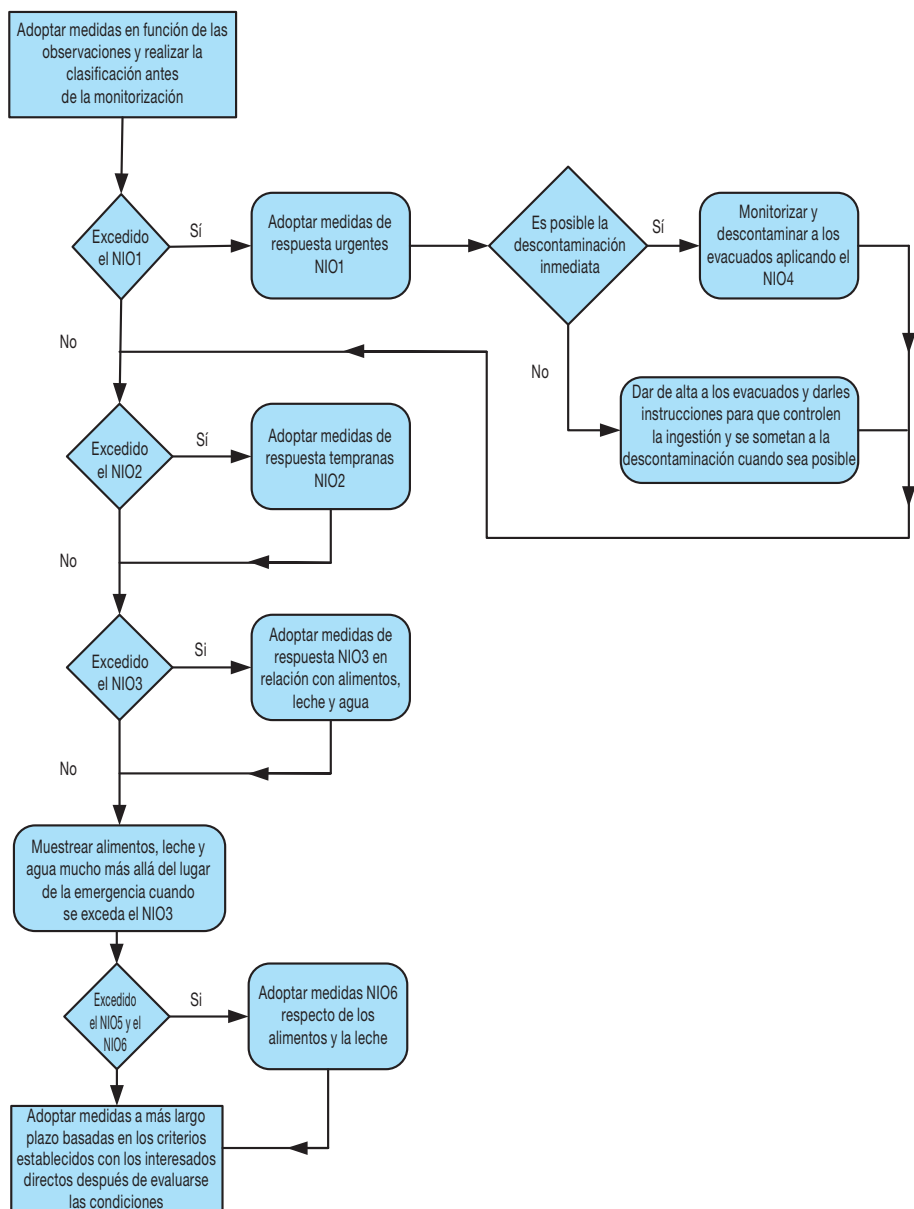 Adoptar medidas en función de las
observaciones y realizar la
clasificación antes
de la monitorización
Excedido
el NIO1
Sí
Adoptar medidas de
respuesta urgentes
NIO1
Es posible la
descontaminación
inmediata
Sí
Monitorizar y
descontaminar a los
evacuados aplicando el
NIO4
No
No
Dar de alta a los evacuados y darles
instrucciones para que controlen
la ingestión y se sometan a la
descontaminación cuando sea posible
Excedido
el NIO2
Sí
Adoptar medidas de
respuesta tempranas
NIO2
No
Excedido
el NIO3
Si
Adoptar medidas de
respuesta NIO3 en
relación con alimentos,
leche y agua
No
Muestrear alimentos, leche y
agua mucho más allá del lugar
de la emergencia cuando
se exceda el NIO3
Excedido
el NIO5 y el
NIO6
Si
Adoptar medidas NIO6
respecto de los
alimentos y la leche
Adoptar medidas a más largo
plazo basadas en los criterios
establecidos con los interesados
directos después de evaluarse
las condiciones